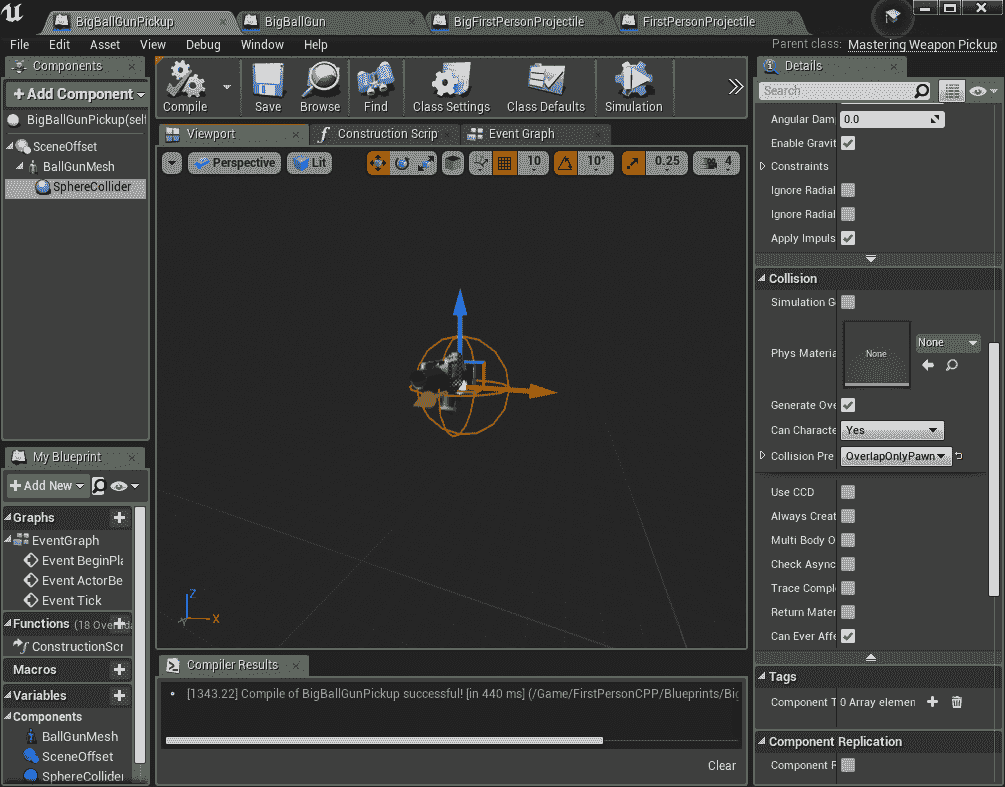 BigBallGunPickup
BigBallGun
BigFirstPersonProjectile
FirstPersonProjectile
File Edit Asset View Debug Window Help
Parent class: Mastering Weapon Pickup
Components
+ Add Component
BigBallGunPickup(self
SceneOffset
BallGunMesh
SphereCollider
Compile
Save
Browse
Find
Class Settings
Class Defaults
Simulation
Viewport
Construction Scrip
Event Graph
Perspective
Lit
10
10°
0.25
4
Z
X
My Blueprint
+ Add New
Graphs
EventGraph
Event BeginPla
Event ActorBe
Event Tick
Functions (18 Overrida
ConstructionScr
Macros
Variables
Components
BallGunMesh
SceneOffset
SphereCollider
Compiler Results
• [1343.22] Compile of BigBallGunPickup successful! [in 440 ms] (/Game/FirstPersonCPP/Blueprints/Big
Clear
Details
Search
Angular Dam 0.0
Enable Gravit
Constraints
Ignore Radial
Ignore Radial
Apply Impuls
Collision
Simulation G
Phys Materia None None
Generate Ove
Can Characte Yes
Collision Pre OverlapOnlyPawn
Use CCD
Always Creat
Multi Body O
Check Async
Trace Comple
Return Mater
Can Ever Affe
Tags
Component T 0 Array elemen
Component Replication
Component R